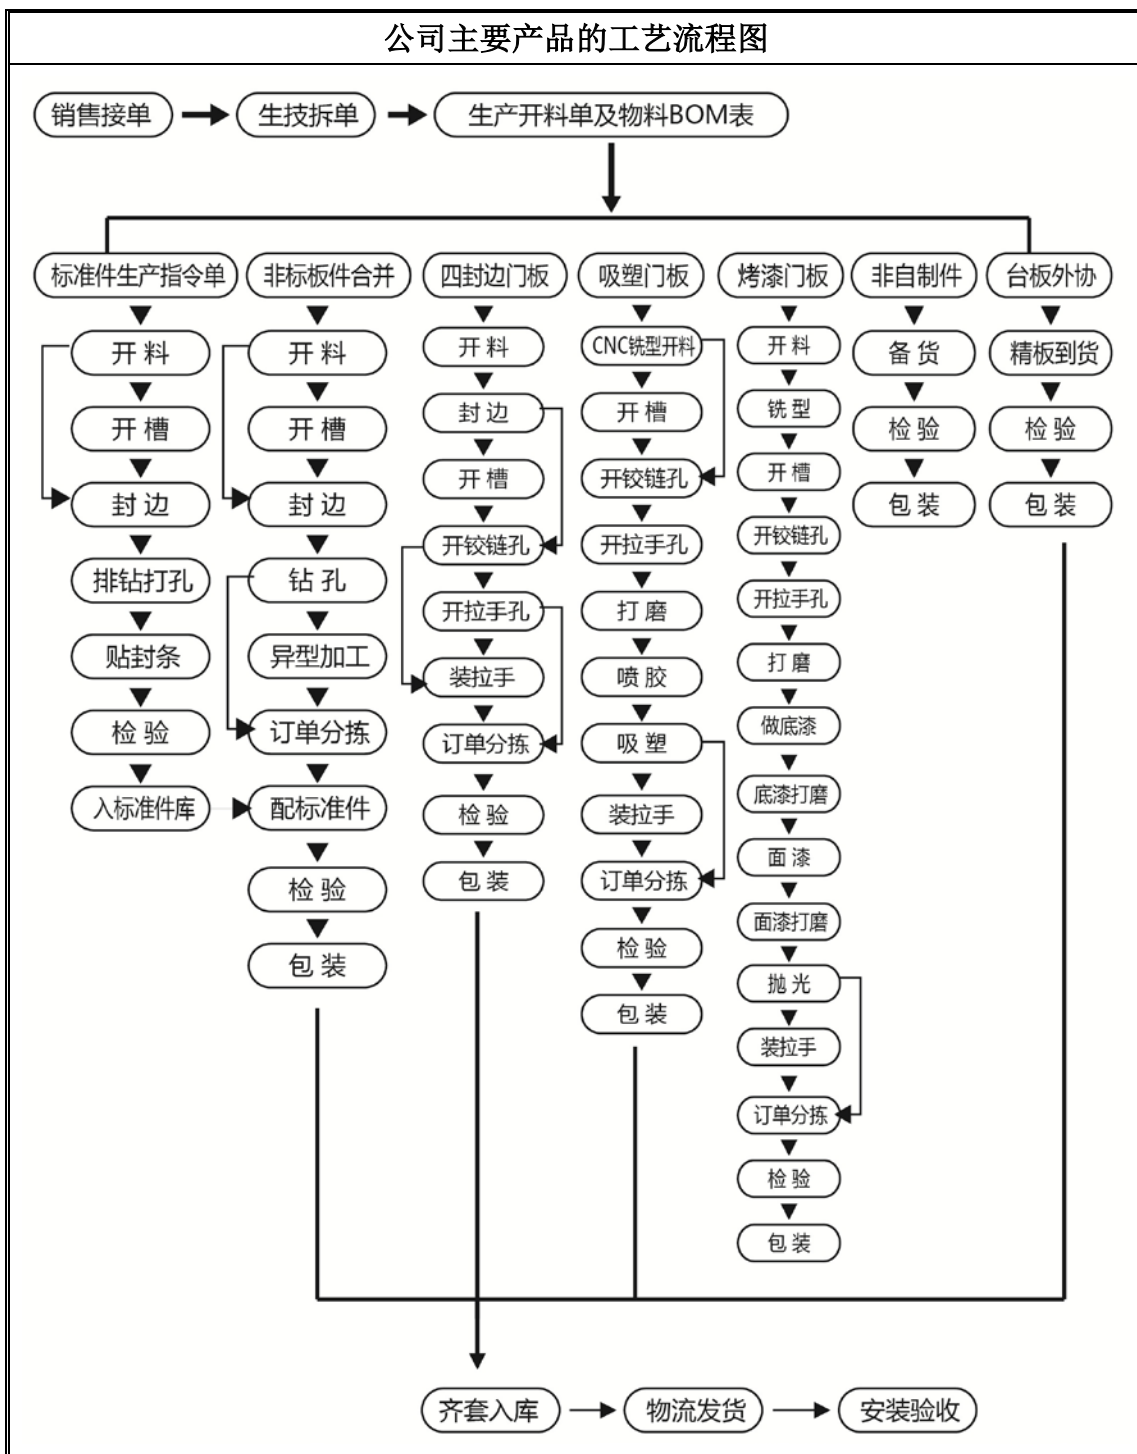 公司主要产品的工艺流程图
销售接单
生技拆单
生产开料单及物料BOM表
标准件生产指令单
开料
开槽
封边
排钻打孔
贴封条
检验
入标准件库
非标板件合并
开料
开槽
封边
钻孔
异型加工
订单分拣
配标准件
检验
包装
四封边门板
开料
封边
开槽
开铰链孔
开拉手孔
装拉手
订单分拣
检验
包装
吸塑门板
CNC铣型开料
开槽
开铰链孔
开拉手孔
打磨
喷胶
吸塑
装拉手
订单分拣
检验
包装
烤漆门板
开料
铣型
开槽
开铰链孔
开拉手孔
打磨
做底漆
底漆打磨
面漆
面漆打磨
抛光
装拉手
订单分拣
检验
包装
非自制件
备货
检验
包装
台板外协
精板到货
检验
包装
齐套入库
物流发货
安装验收